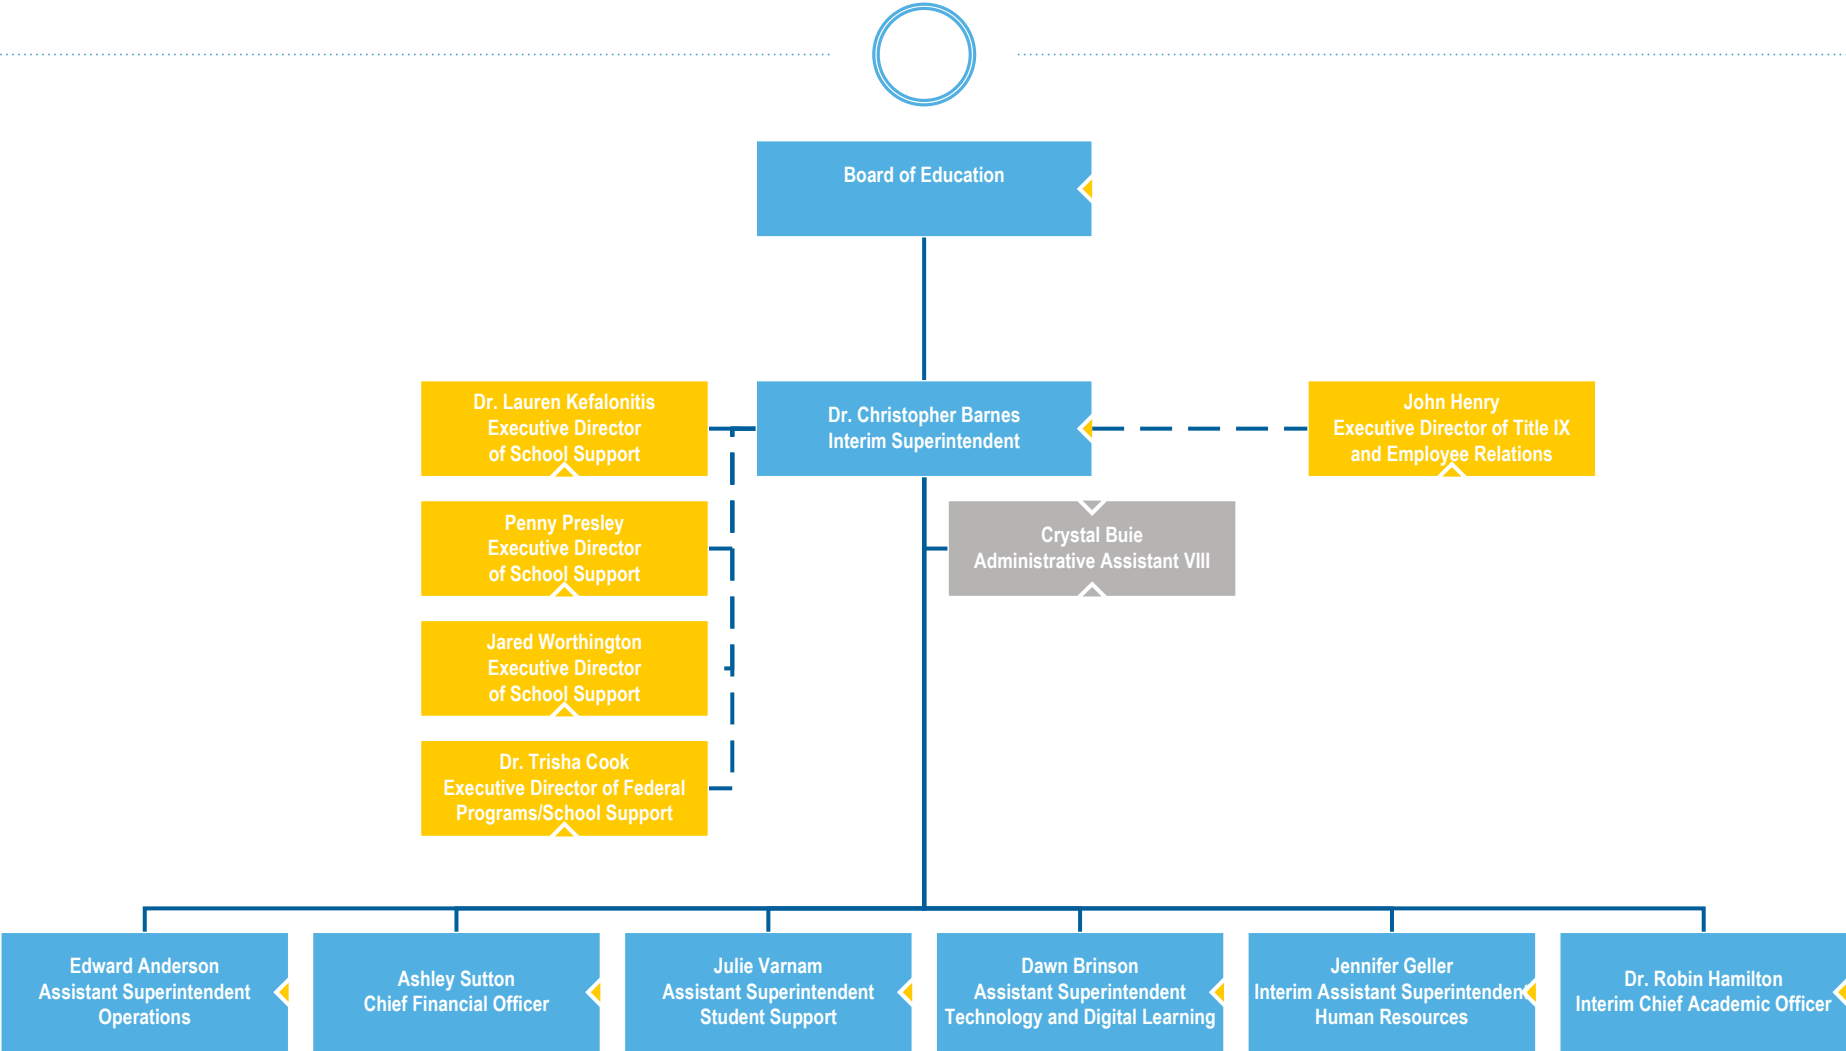 Board of Education
Dr. Lauren Kefalonitis
Executive Director
of School Support
Dr. Christopher Barnes
Interim Superintendent
John Henry
Executive Director of Title IX
and Employee Relations
Penny Presley
Executive Director
of School Support
Crystal Buie
Administrative Assistant VIII
Jared Worthington
Executive Director
of School Support
Dr. Trisha Cook
Executive Director of Federal
Programs/School Support
Edward Anderson
Assistant Superintendent
Operations
Ashley Sutton
Chief Financial Officer
Julie Varnam
Assistant Superintendent
Student Support
Dawn Brinson
Assistant Superintendent
Technology and Digital Learning
Jennifer Geller
Interim Assistant Superintendent
Human Resources
Dr. Robin Hamilton
Interim Chief Academic Officer